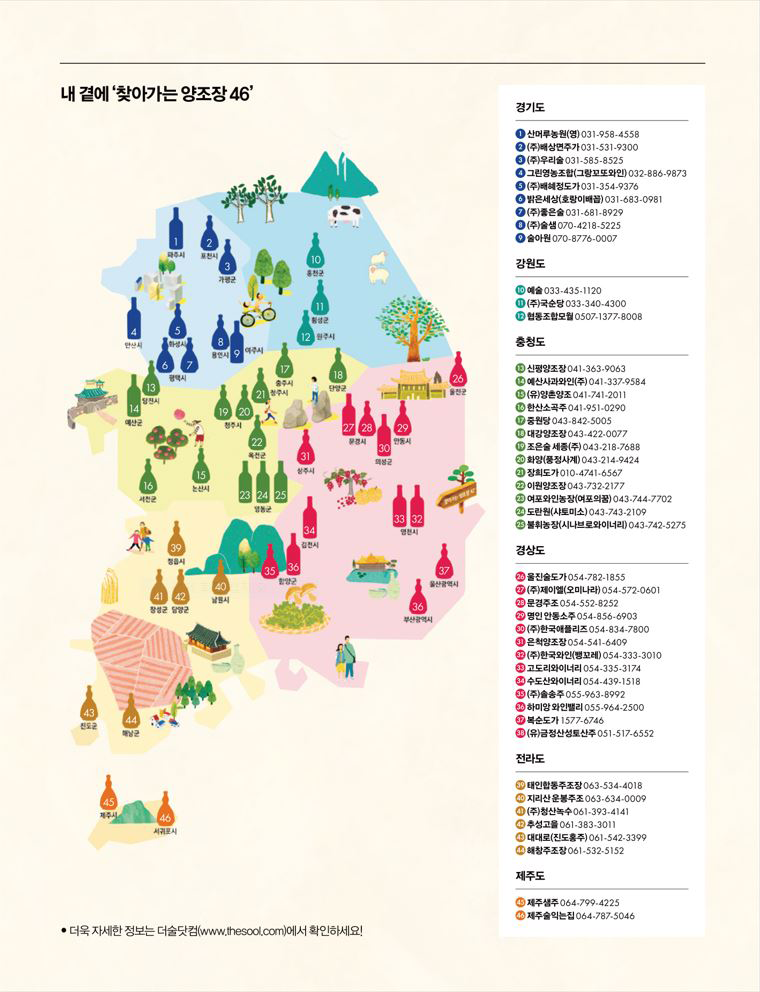 내 곁에 '찾아가는 양조장 46'
1
파주시
2
포천시
3
가평군
10
홍천군
11
횡성군
12
원주시
4
안산시
5
화성시
6
7
평택시
8
용인시
9
여주시
13
당진시
14
예산군
17
충주시
18
단양군
21
청주시
19
20
청주시
22
옥천군
15
논산시
16
서천군
23
24
25
영동군
26
울진군
27
28
문경시
29
안동시
30
의성군
31
상주시
33
32
영천시
34
김천시
35
36
함양군
37
울산광역시
36
부산광역시
39
정읍시
40
남원시
41
장성군
42
담양군
43
진도군
44
해남군
45
제주시
46
서귀포시
경기도
1 산머루농원(영) 031-958-4558
2 (주)배상면주가 031-531-9300
3 (주)우리술 031-585-8525
4 그린영농조합(그랑꼬또와인) 032-886-9873
5 (주)배혜정도가 031-354-9376
6 밝은세상(호랑이배꼽) 031-683-0981
7 (주)좋은술 031-681-8929
8 (주)술샘 070-4218-5225
9 술아원 070-8776-0007
강원도
10 예술 033-435-1120
11 (주)국순당 033-340-4300
12 협동조합모월 0507-1377-8008
충청도
13 신평양조장 041-363-9063
14 예산사과와인(주) 041-337-9584
15 (유)양촌양조 041-741-2011
16 한산소곡주 041-951-0290
17 중원당 043-842-5005
18 대강양조장 043-422-0077
19 조은술 세종(주) 043-218-7688
20 화양(풍정사계) 043-214-9424
21 장희도가 010-4741-6567
22 이원양조장 043-732-2177
23 여포와인농장(여포의꿈) 043-744-7702
24 도란원(샤토미소) 043-743-2109
25 불휘농장(시나브로와이너리) 043-742-5275
경상도
26 울진술도가 054-782-1855
27 (주)제이엘(오미나라) 054-572-0601
28 문경주조 054-552-8252
29 명인 안동소주 054-856-6903
30 (주)한국애플리즈 054-834-7800
31 은척양조장 054-541-6409
32 (주)한국와인(뱅꼬레) 054-333-3010
33 고도리와이너리 054-335-3174
34 수도산와이너리 054-439-1518
35 (주)솔송주 055-963-8992
36 하미앙 와인밸리 055-964-2500
37 복순도가 1577-6746
38 (유)금정산성토산주 051-517-6552
전라도
39 태인합동주조장 063-534-4018
40 지리산 운봉주조 063-634-0009
41 (주)청산녹수 061-393-4141
42 추성고을 061-383-3011
43 대대로(진도홍주) 061-542-3399
44 해창주조장 061-532-5152
제주도
45 제주샘주 064-799-4225
46 제주술익는집 064-787-5046
• 더욱 자세한 정보는 더술닷컴(www.thesool.com)에서 확인하세요!